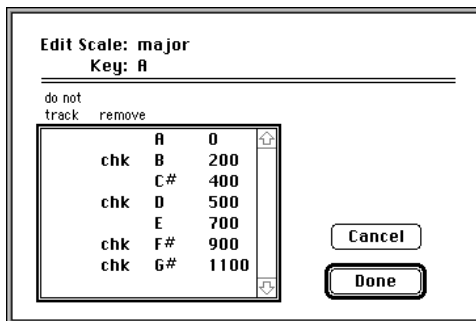 Edit Scale: major
Key: A
do not
track remove
A 0
chk B 200
C# 400
chk D 500
E 700
chk F# 900
chk G# 1100
Cancel
Done